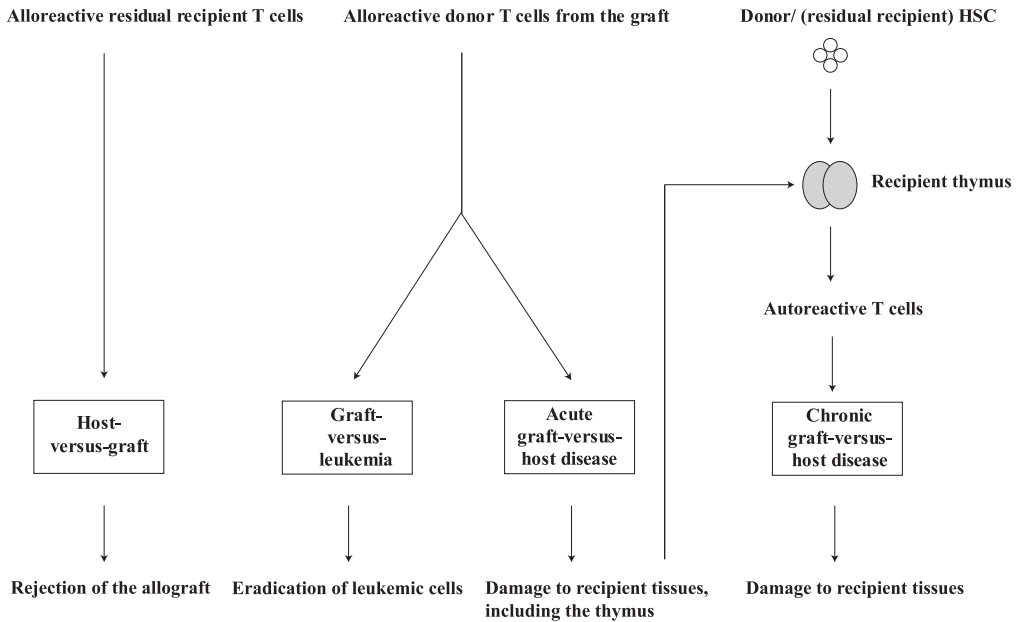 Alloreactive residual recipient T cells
Alloreactive donor T cells from the graft
Donor/ (residual recipient) HSC
Recipient thymus
Autoreactive T cells
Host-
versus-graft
Graft-
versus-
leukemia
Acute
graft-versus-
host disease
Chronic
graft-versus-
host disease
Rejection of the allograft
Eradication of leukemic cells
Damage to recipient tissues,
including the thymus
Damage to recipient tissues